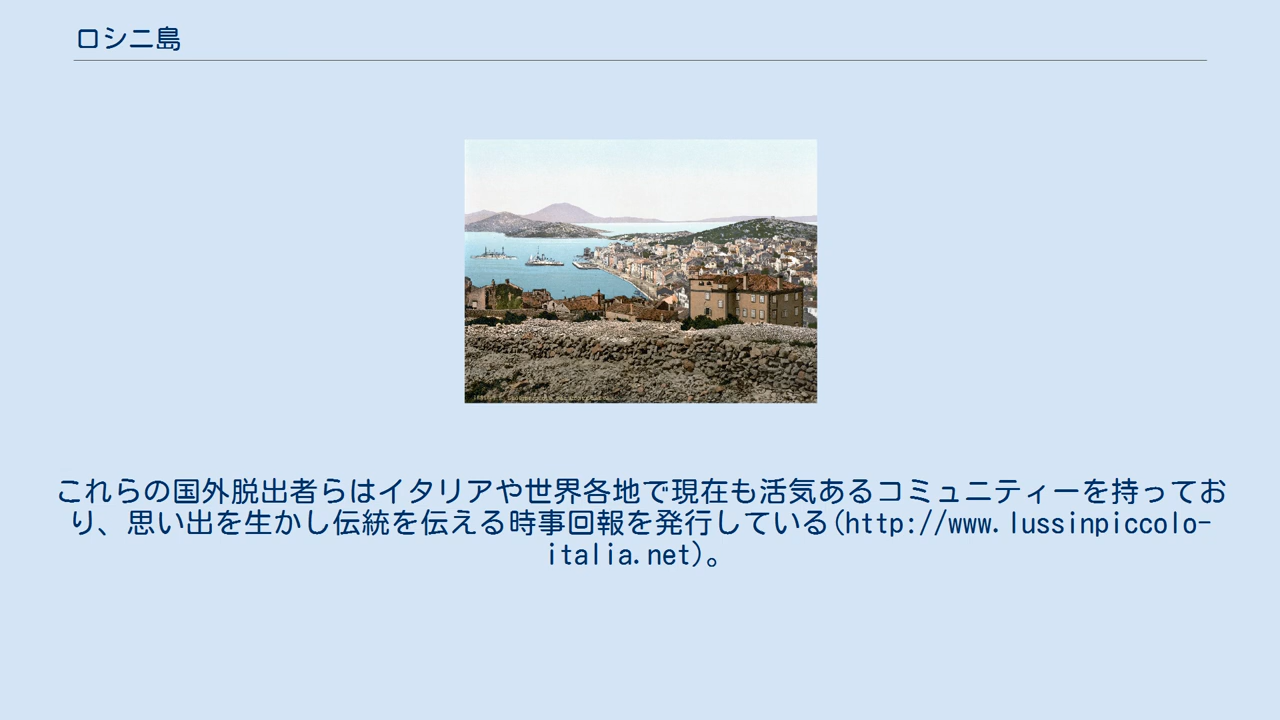 ロシニ島
これらの国外脱出者らはイタリアや世界各地で現在も活気あるコミュニティーを持ってお
り、思い出を生かし伝統を伝える時事回報を発行している(http://www.lussinpiccolo-
italia.net)。